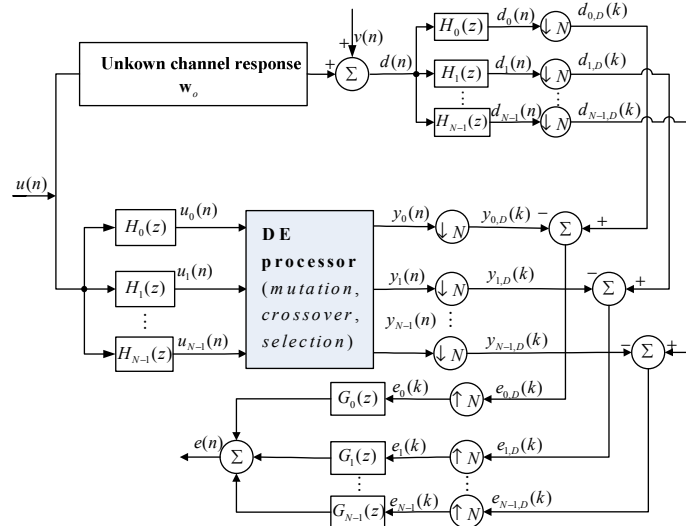 Unkown channel response
w_o
+
v(n)
+
Σ
d(n)
H_0(z) d_0(n) ↓N d_{0,D}(k)
H_1(z) d_1(n) ↓N d_{1,D}(k)
⋮ ⋮
H_{N-1}(z) d_{N-1}(n) ↓N d_{N-1,D}(k)
u(n)
H_0(z) u_0(n)
H_1(z) u_1(n)
⋮
H_{N-1}(z) u_{N-1}(n)
DE
processor
(mutation,
crossover,
selection)
y_0(n) ↓N y_{0,D}(k) − Σ +
y_1(n) ↓N y_{1,D}(k) − Σ +
⋮
y_{N-1}(n) ↓N y_{N-1,D}(k) − Σ +
G_0(z) e_0(k) ↑N e_{0,D}(k)
e(n) Σ G_1(z) e_1(k) ↑N e_{1,D}(k)
⋮ ⋮
G_{N-1}(z) e_{N-1}(k) ↑N e_{N-1,D}(k)